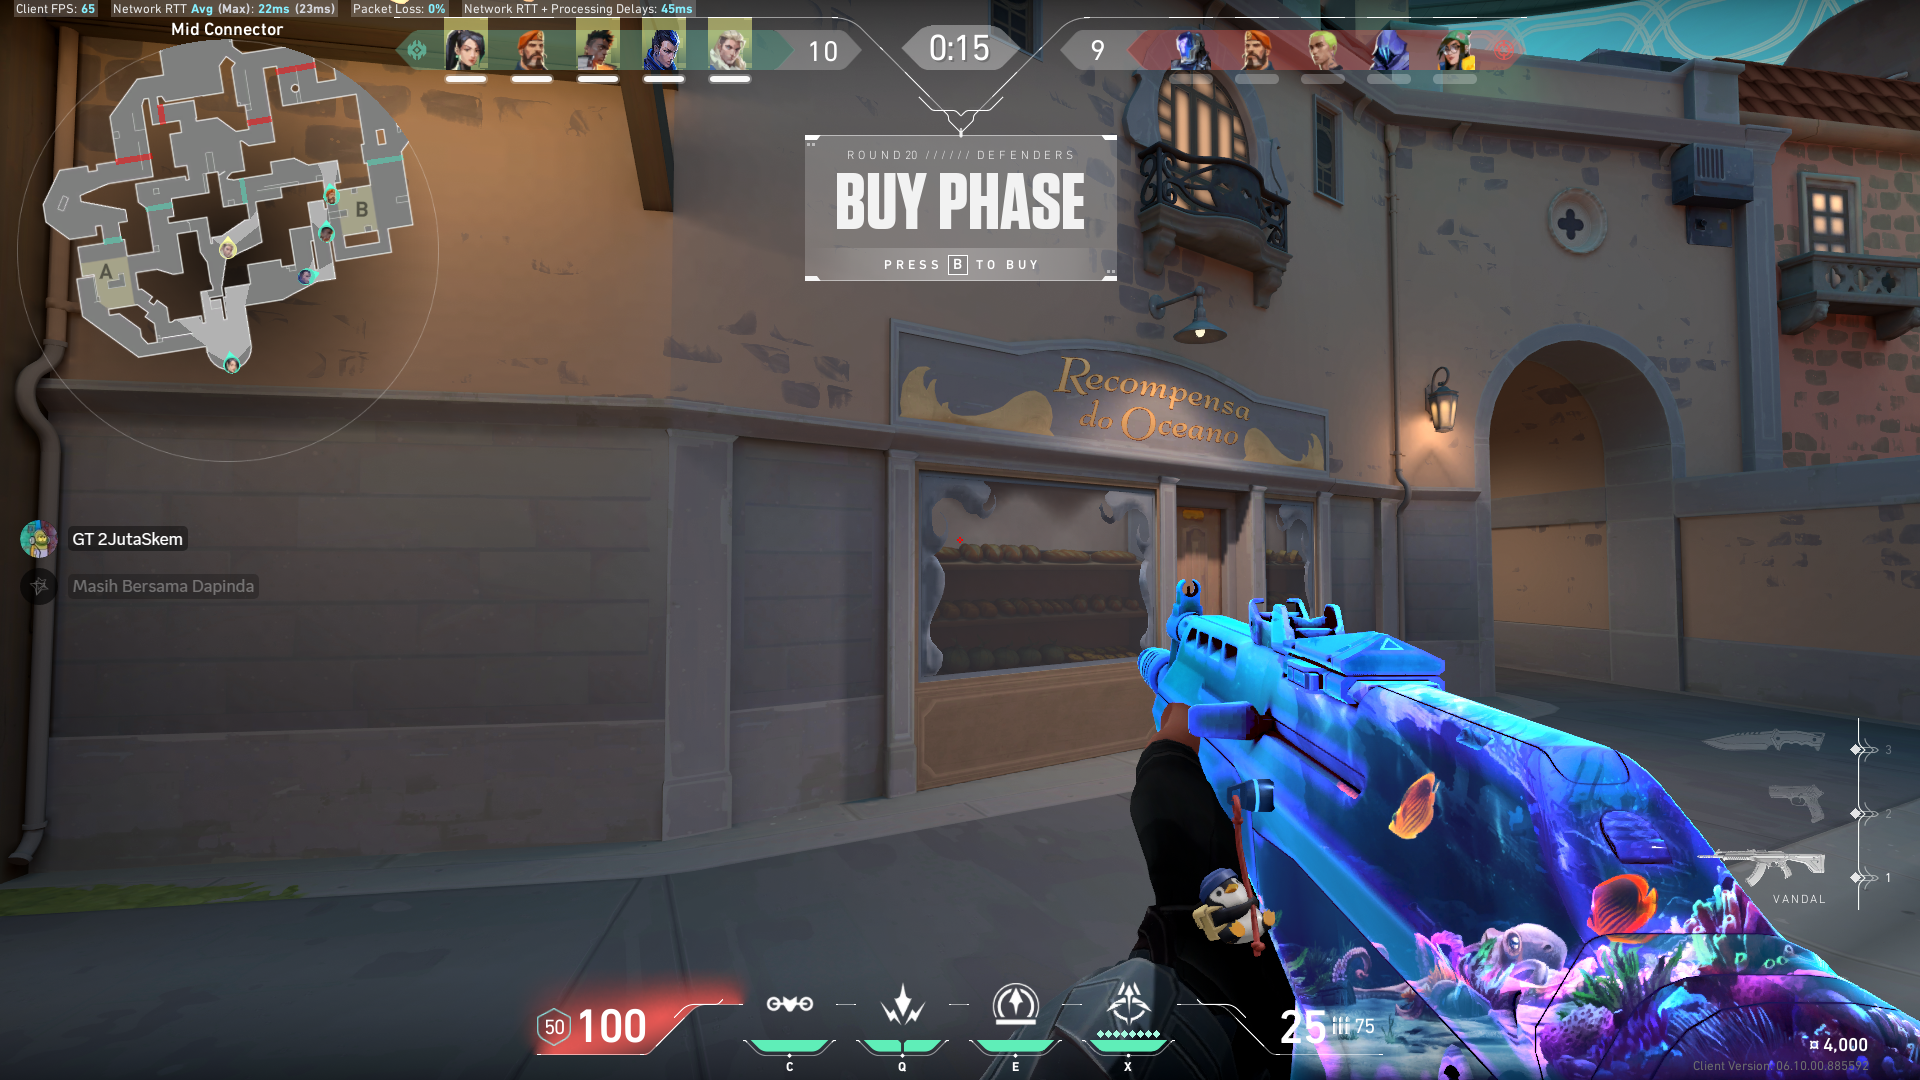 Client FPS: 65
Network RTT Avg (Max): 22ms (23ms)
Packet Loss: 0%
Network RTT + Processing Delays: 45ms
Mid Connector
10
0:15
9
ROUND 20 ////// DEFENDERS
BUY PHASE
PRESS B TO BUY
B
A
Recompensa
do Oceano
GT 2JutaSkem
Masih Bersama Dapinda
3
2
1
VANDAL
50
100
C
Q
E
X
25
75
¤ 4,000
Client Version: 06.10.00.885592